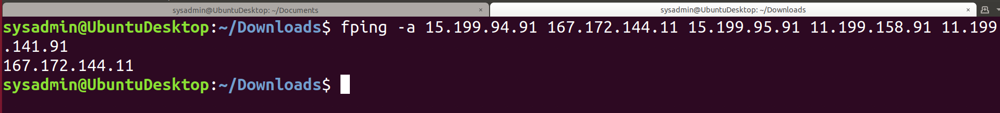 sysadmin@UbuntuDesktop: ~/Documents × sysadmin@UbuntuDesktop: ~/Downloads ×
sysadmin@UbuntuDesktop:~/Downloads$ fping -a 15.199.94.91 167.172.144.11 15.199.95.91 11.199.158.91 11.199
.141.91
167.172.144.11
sysadmin@UbuntuDesktop:~/Downloads$